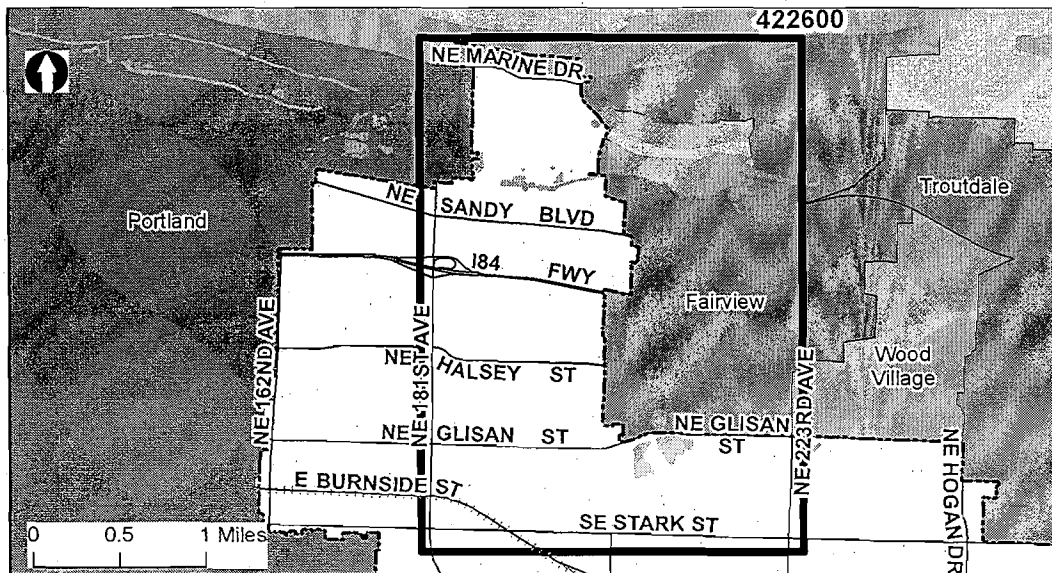 422600
NE MARINE DR.
Troutdale
Portland
NE SANDY BLVD
I84 FWY
Fairview
NE 162ND AVE
NE 181ST AVE
NE HALSEY ST
Wood
Village
NE 223RD AVE
NE GLISAN ST
NE GLISAN
ST
NE HOGAN DR
E BURNSIDE ST
SE STARK ST
0 0.5 1 Miles